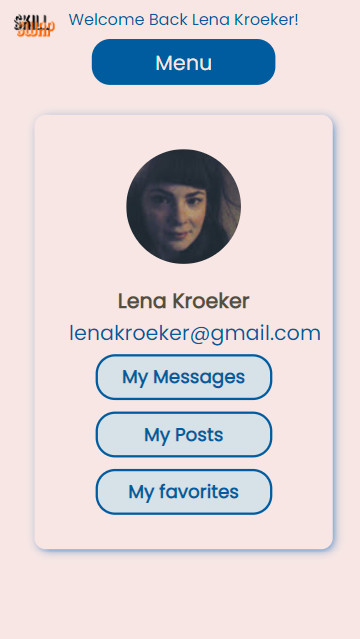 SKILL
swap
Welcome Back Lena Kroeker!
Menu
Lena Kroeker
lenakroeker@gmail.com
My Messages
My Posts
My favorites